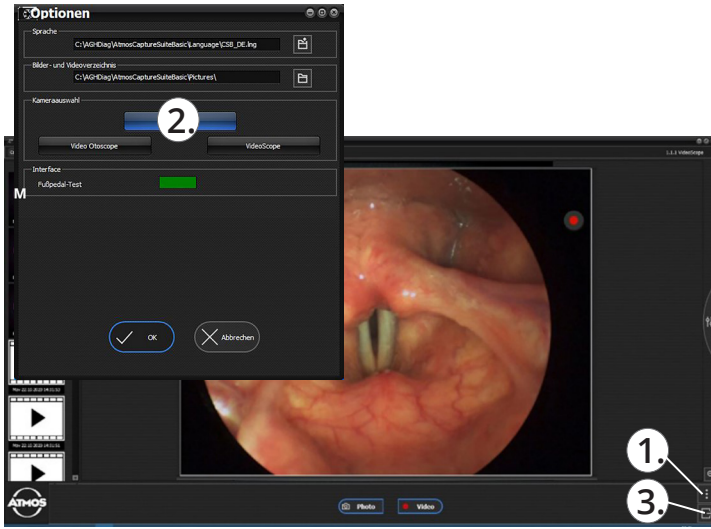 Optionen
Sprache
C:\AGHDiag\AtmosCaptureSuiteBasic\Language\CSB_DE.lng
Bilder- und Videoverzeichnis
C:\AGHDiag\AtmosCaptureSuiteBasic\Pictures\
Kameraauswahl
2.
Video Otoscope
VideoScope
1.1.1 VideoScope
Interface
Fußpedal-Test
M
OK
Abbrechen
1.
3.
ATMOS
Photo
Video